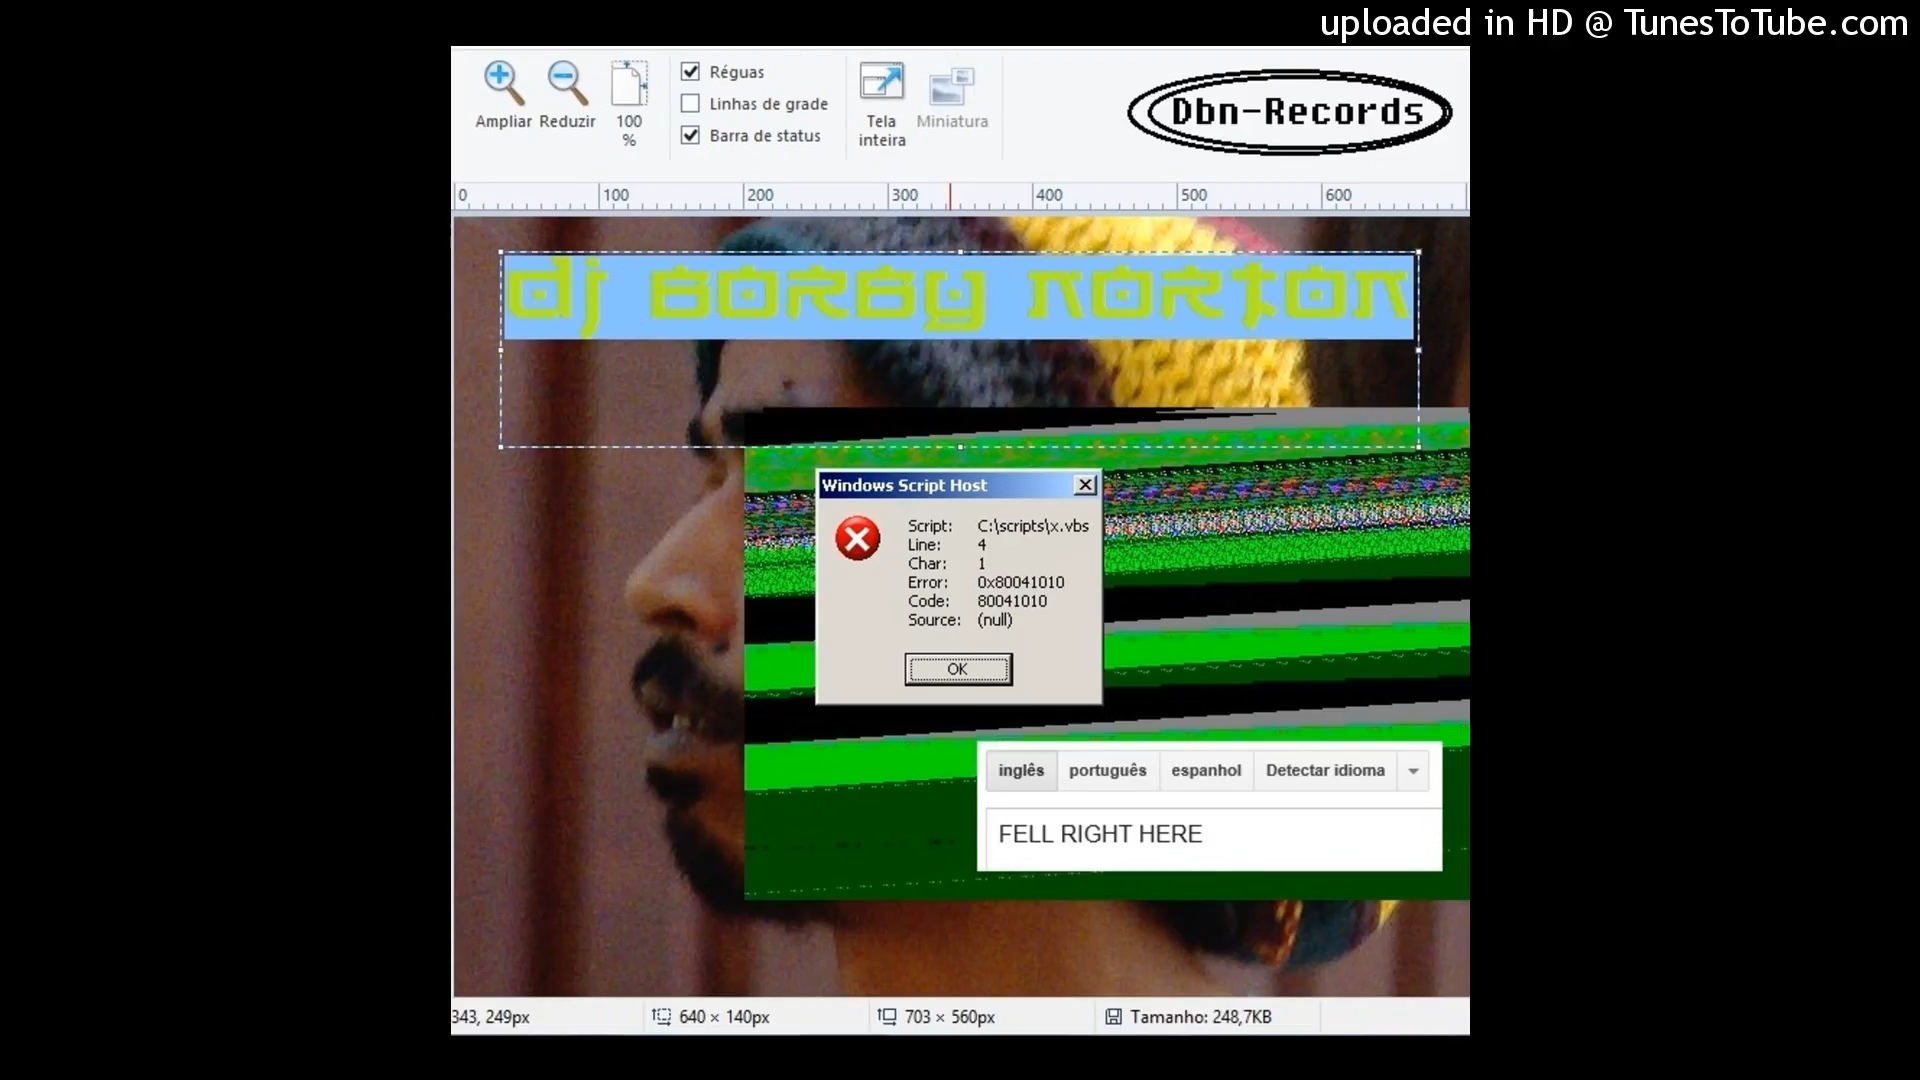 uploaded in HD @ TunesToTube.com
Ampliar Reduzir 100 %
Réguas
Linhas de grade
Barra de status
Tela inteira
Miniatura
Dbn-Records
0 100 200 300 400 500 600
dj BORBY NORTON
Windows Script Host
Script: C:\scripts\x.vbs
Line: 4
Char: 1
Error: 0x80041010
Code: 80041010
Source: (null)
OK
inglês português espanhol Detectar idioma
FELL RIGHT HERE
343, 249px 640 × 140px 703 × 560px Tamanho: 248,7KB